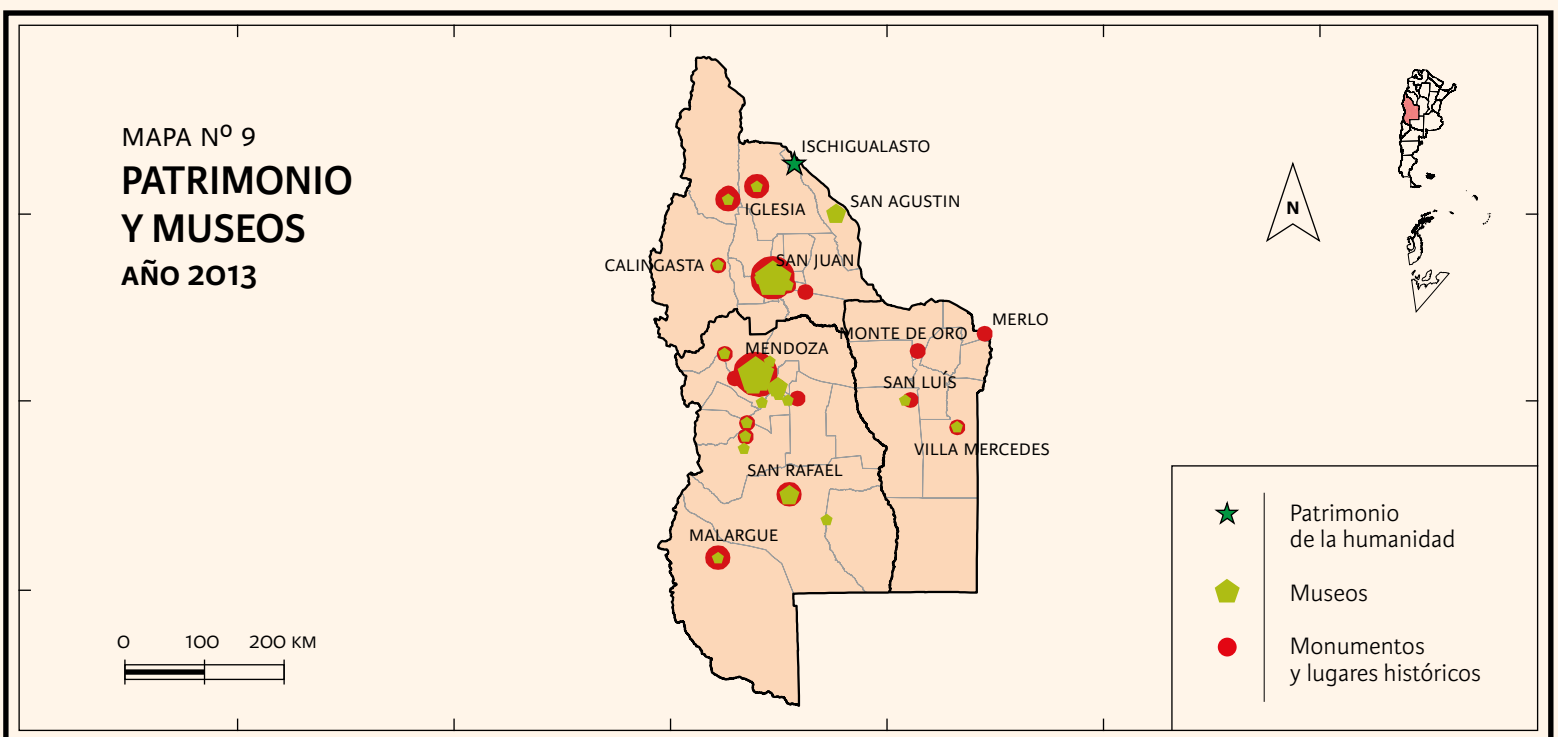 MAPA Nº 9
PATRIMONIO
Y MUSEOS
AÑO 2013
ISCHIGUALASTO
SAN AGUSTIN
IGLESIA
CALINGASTA
SAN JUAN
MERLO
MONTE DE ORO
MENDOZA
SAN LUÍS
VILLA MERCEDES
SAN RAFAEL
MALARGUE
N
0 100 200 KM
Patrimonio
de la humanidad
Museos
Monumentos
y lugares históricos